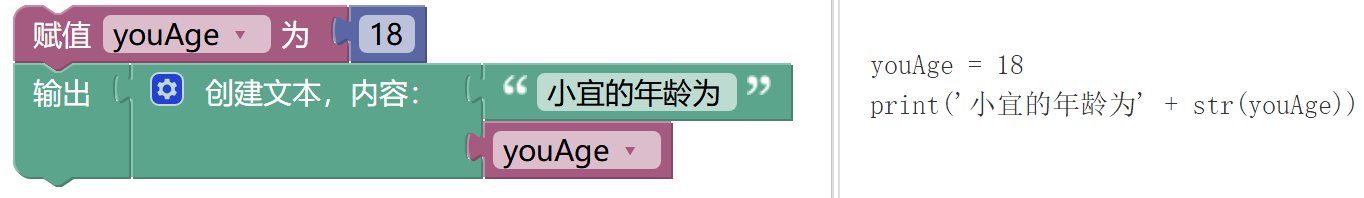 赋值 youAge 为 18
输出 创建文本，内容： “ 小宜的年龄为 ”
youAge
youAge = 18
print('小宜的年龄为' + str(youAge))